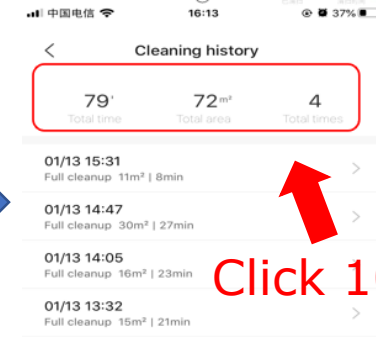 中国电信 16:13 37%
Cleaning history
79' 72m² 4
Total time Total area Total times
01/13 15:31
Full cleanup 11m² | 8min
01/13 14:47
Full cleanup 30m² | 27min
01/13 14:05
Full cleanup 16m² | 23min
Click 1
01/13 13:32
Full cleanup 15m² | 21min